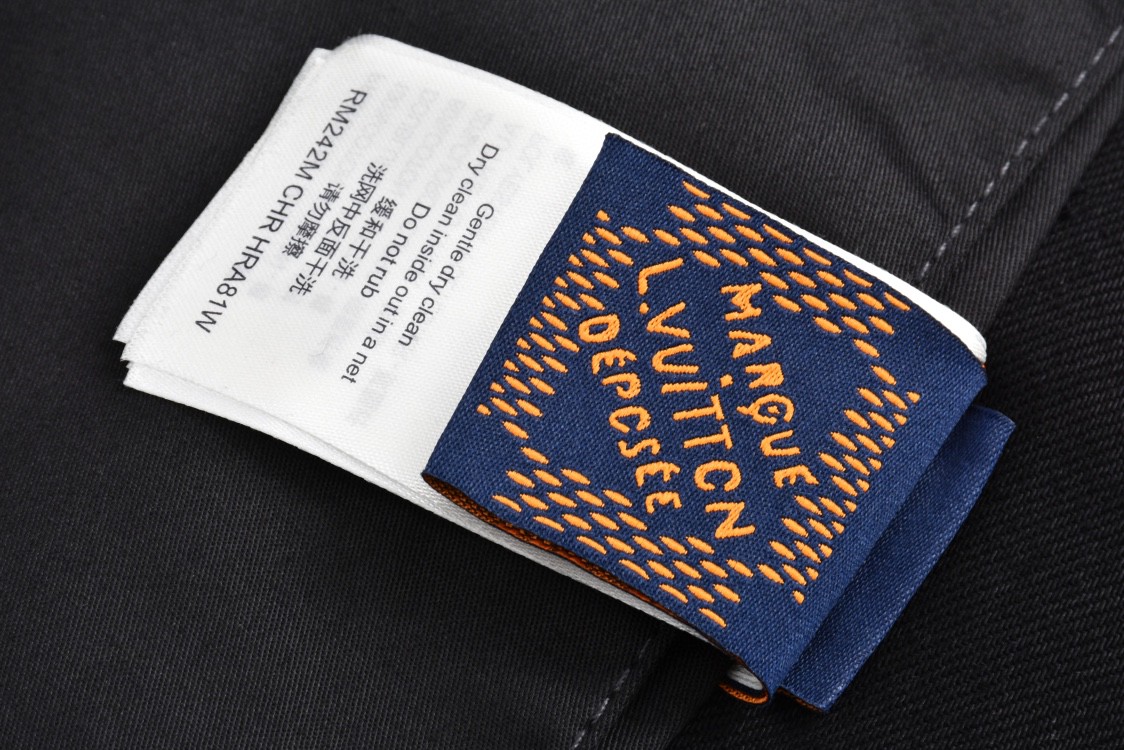 MARQUE
L.VUITTON
DEPOSEE
Gentle dry clean
Dry clean inside out in a net
Do not rub
缓和干洗
洗网中反面干洗
请勿摩擦
RM242M CHR HRA81W